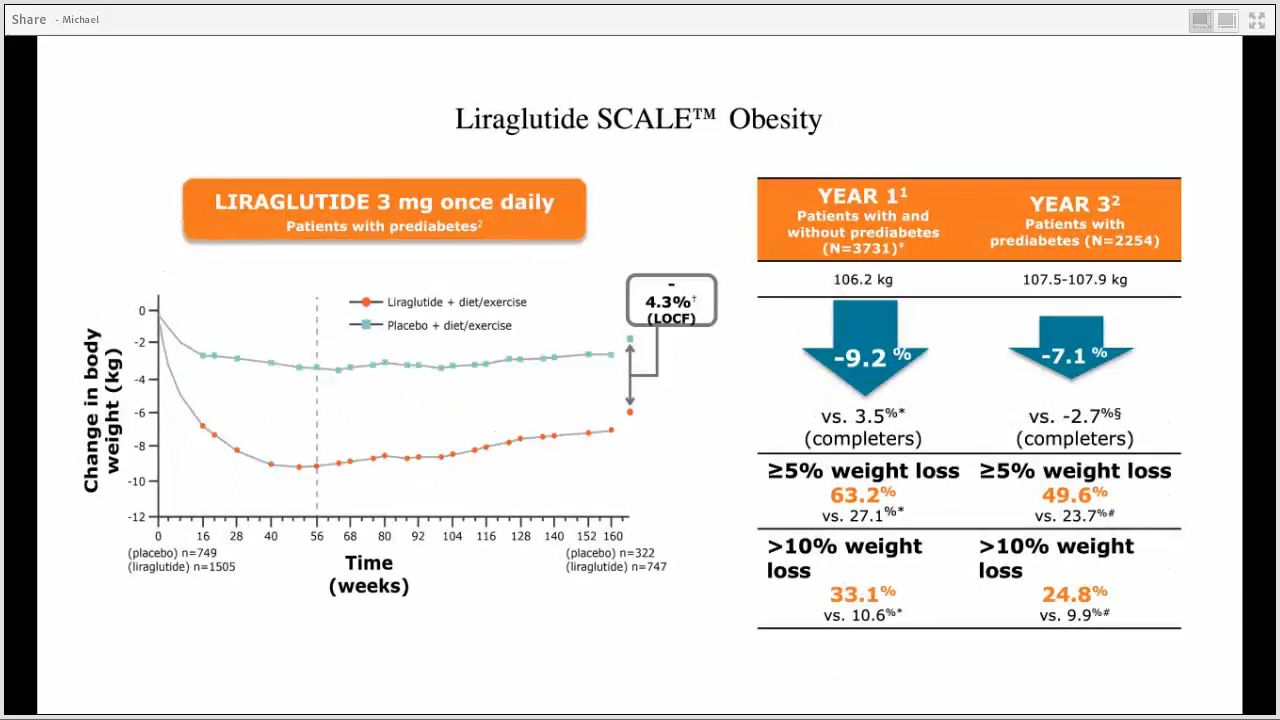 Share - Michael
Liraglutide SCALE™ Obesity
LIRAGLUTIDE 3 mg once daily
Patients with prediabetes²
Liraglutide + diet/exercise
Placebo + diet/exercise
-
4.3%†
(LOCF)
Change in body
weight (kg)
0
-2
-4
-6
-8
-10
-12
0 16 28 40 56 68 80 92 104 116 128 140 152 160
(placebo) n=749
(liraglutide) n=1505
(placebo) n=322
(liraglutide) n=747
Time
(weeks)
YEAR 1¹
Patients with and
without prediabetes
(N=3731)*
YEAR 3²
Patients with
prediabetes (N=2254)
106.2 kg
107.5-107.9 kg
-9.2 %
-7.1 %
vs. 3.5%*
(completers)
vs. -2.7%§
(completers)
≥5% weight loss
63.2%
vs. 27.1%*
≥5% weight loss
49.6%
vs. 23.7%#
>10% weight
loss
33.1%
vs. 10.6%*
>10% weight
loss
24.8%
vs. 9.9%#